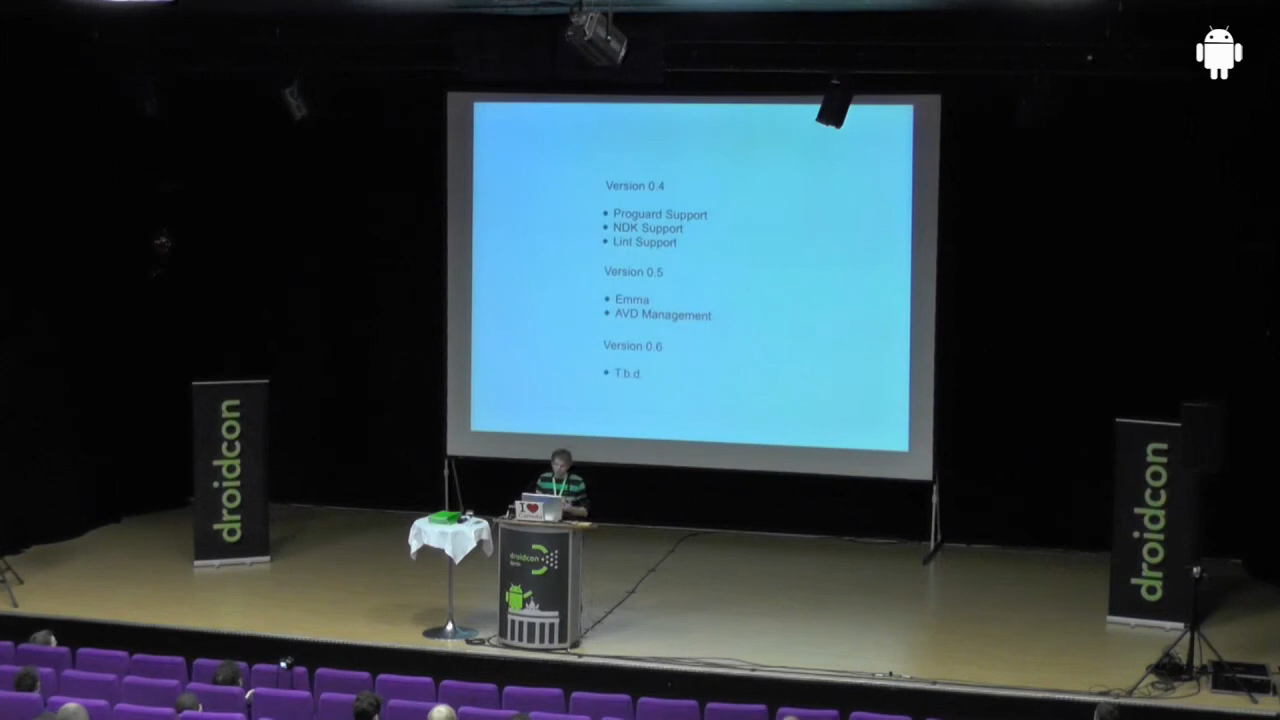 Version 0.4
• Proguard Support
• NDK Support
• Lint Support
Version 0.5
• Emma
• AVD Management
Version 0.6
• T.b.d.
droidcon
droidcon
I ❤
droidcon